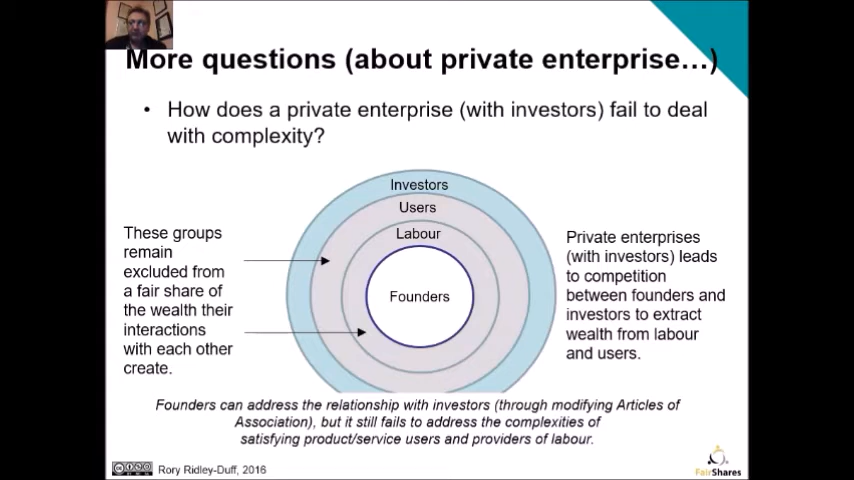 More questions (about private enterprise…)
• How does a private enterprise (with investors) fail to deal
with complexity?
Investors
Users
Labour
Founders
These groups
remain
excluded from
a fair share of
the wealth their
interactions
with each other
create.
Private enterprises
(with investors) leads
to competition
between founders and
investors to extract
wealth from labour
and users.
Founders can address the relationship with investors (through modifying Articles of
Association), but it still fails to address the complexities of
satisfying product/service users and providers of labour.
Rory Ridley-Duff, 2016
FairShares